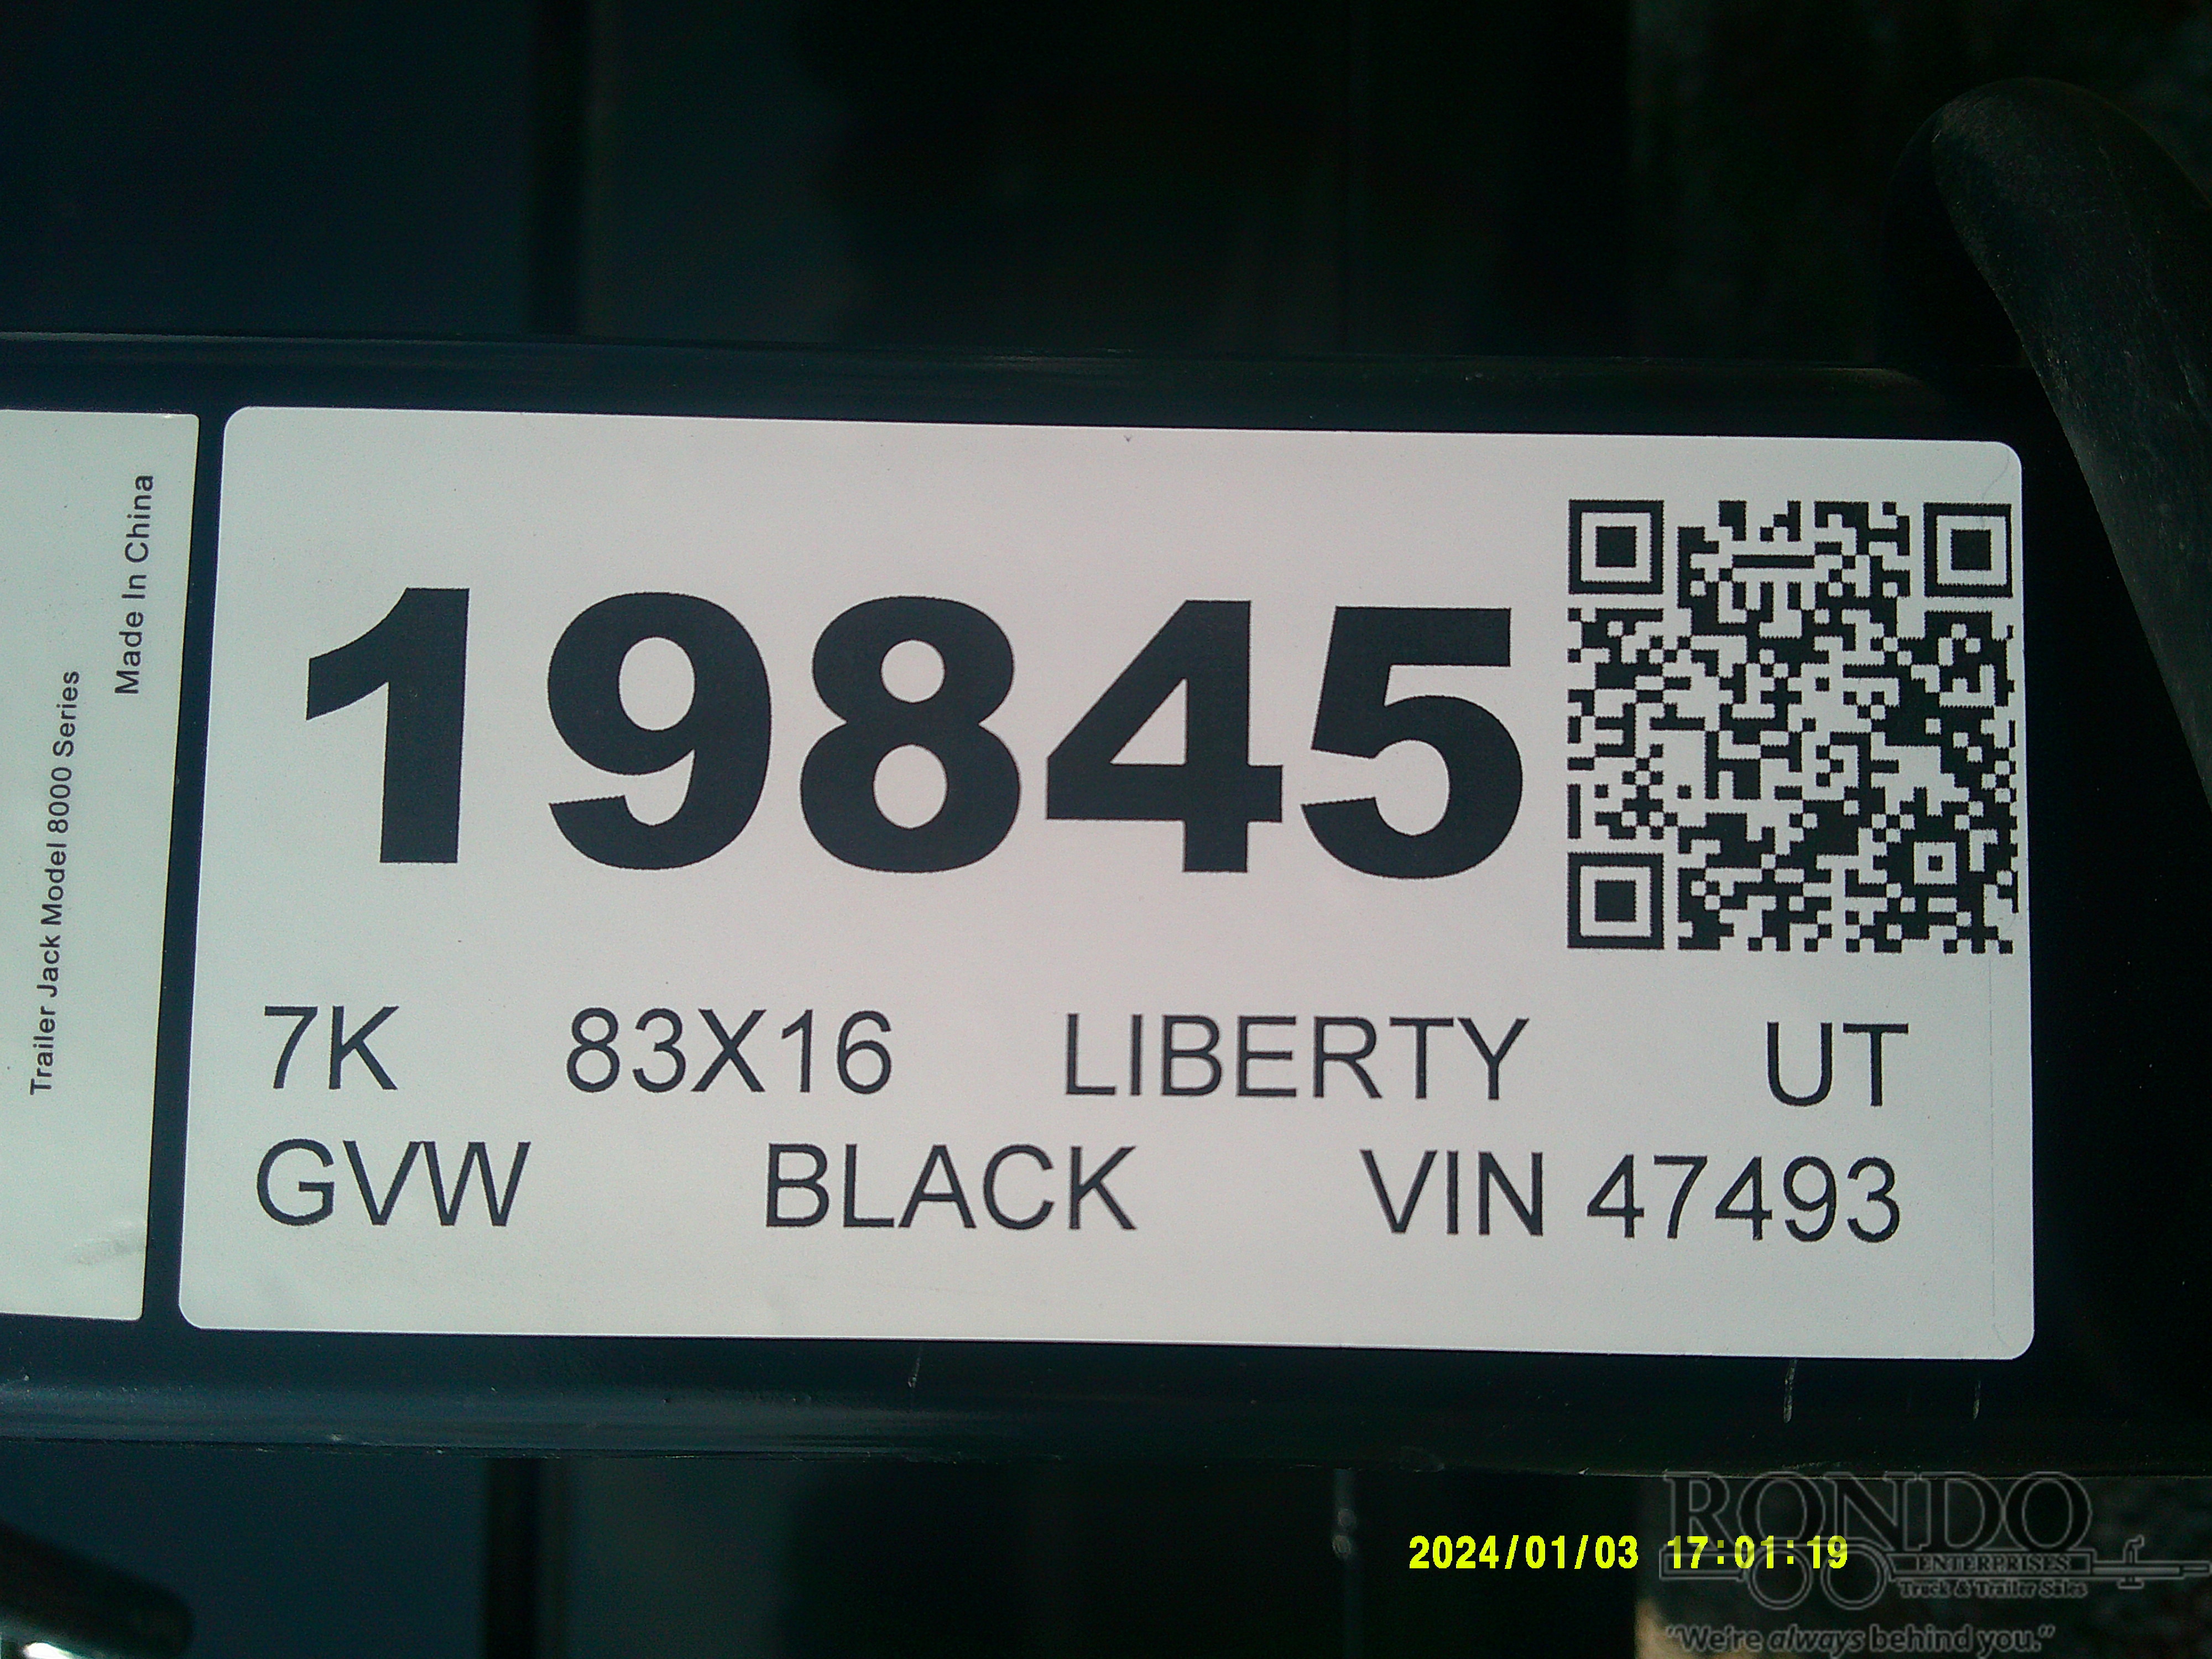 Trailer Jack Model 8000 Series
Made In China
19845
7K 83X16 LIBERTY UT
GVW BLACK VIN 47493
2024/01/03 17:01:19
RONDO
ENTERPRISES
Truck & Trailer Sales
"We're always behind you."